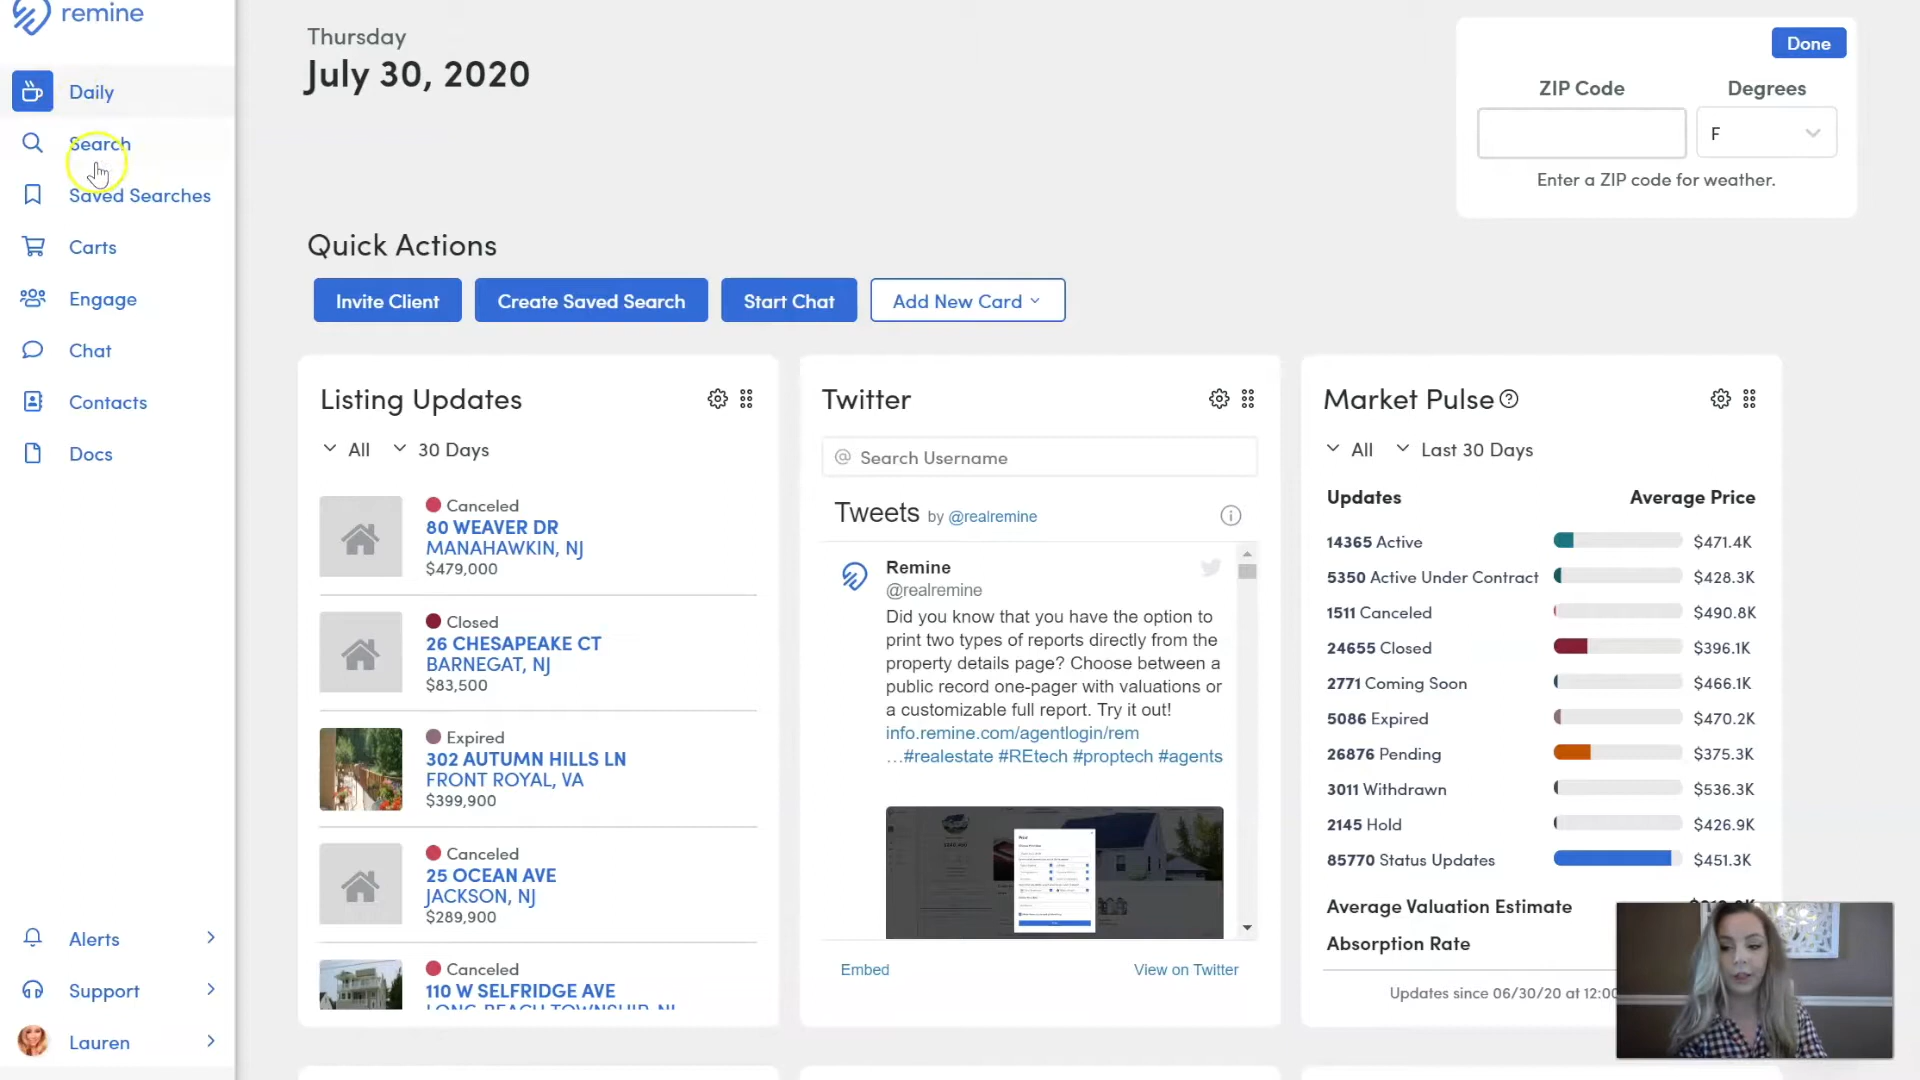 remine
Daily
Search
Saved Searches
Carts
Engage
Chat
Contacts
Docs
Alerts
Support
Lauren
Thursday
July 30, 2020
Done
ZIP Code
Degrees
F
Enter a ZIP code for weather.
Quick Actions
Invite Client
Create Saved Search
Start Chat
Add New Card
Listing Updates
All
30 Days
Canceled
80 WEAVER DR
MANAHAWKIN, NJ
$479,000
Closed
26 CHESAPEAKE CT
BARNEGAT, NJ
$83,500
Expired
302 AUTUMN HILLS LN
FRONT ROYAL, VA
$399,900
Canceled
25 OCEAN AVE
JACKSON, NJ
$289,900
Canceled
110 W SELFRIDGE AVE
LONG BEACH TOWNSHIP, NJ
Twitter
@ Search Username
Tweets by @realremine
Remine
@realremine
Did you know that you have the option to
print two types of reports directly from the
property details page? Choose between a
public record one-pager with valuations or
a customizable full report. Try it out!
info.remine.com/agentlogin/rem
…#realestate #REtech #proptech #agents
Embed
View on Twitter
Market Pulse
All
Last 30 Days
Updates Average Price
14365 Active $471.4K
5350 Active Under Contract $428.3K
1511 Canceled $490.8K
24655 Closed $396.1K
2771 Coming Soon $466.1K
5086 Expired $470.2K
26876 Pending $375.3K
3011 Withdrawn $536.3K
2145 Hold $426.9K
85770 Status Updates $451.3K
Average Valuation Estimate
Absorption Rate
Updates since 06/30/20 at 12:00